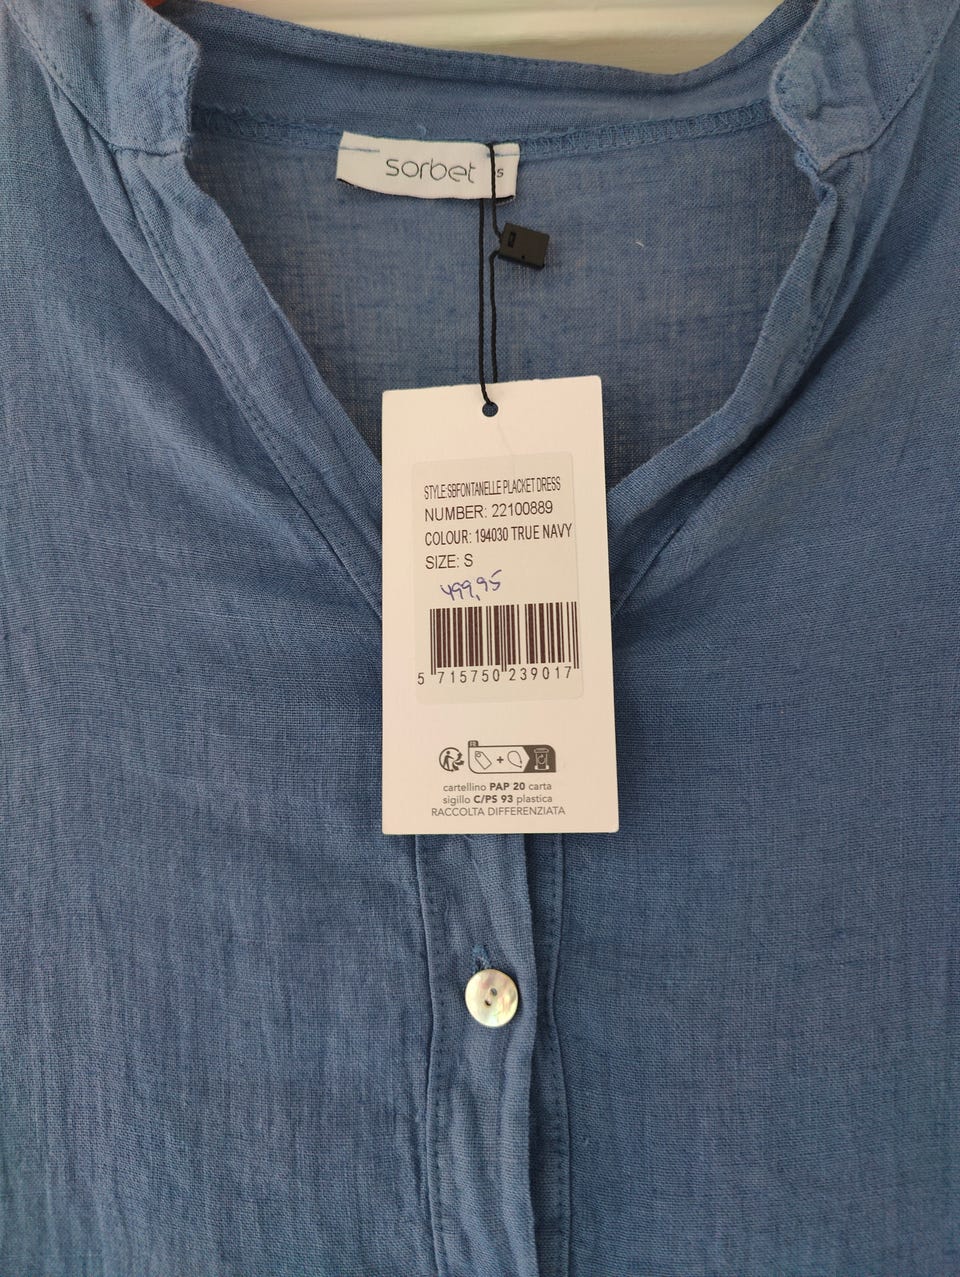 sorbet s
STYLE:SBFONTANELLE PLACKET DRESS
NUMBER: 22100889
COLOUR: 194030 TRUE NAVY
SIZE: S
499,95
5 715750 239017
FR
cartellino PAP 20 carta
sigillo C/PS 93 plastica
RACCOLTA DIFFERENZIATA